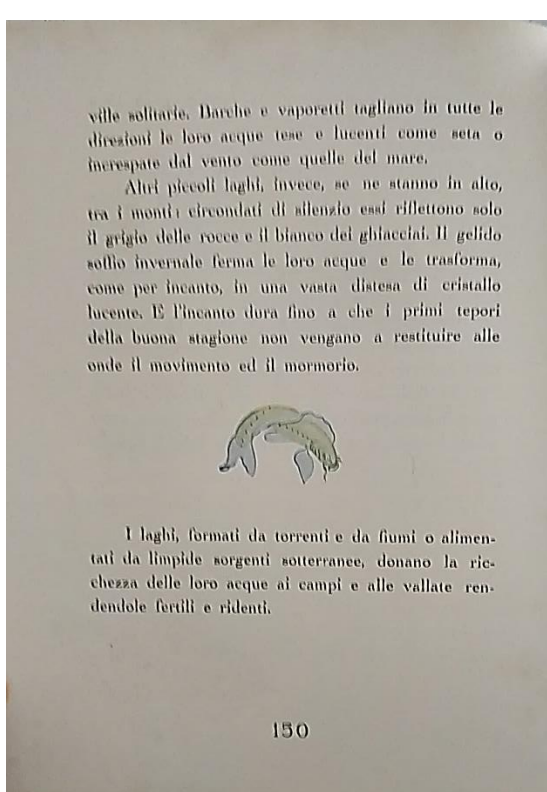 ville solitarie. Barche e vaporetti tagliano in tutte le
direzioni le loro acque tese e lucenti come seta o
increspate dal vento come quelle del mare.
Altri piccoli laghi, invece, se ne stanno in alto,
tra i monti: circondati di silenzio essi riflettono solo
il grigio delle rocce e il bianco dei ghiacciai. Il gelido
soffio invernale ferma le loro acque e le trasforma,
come per incanto, in una vasta distesa di cristallo
lucente. E l'incanto dura fino a che i primi tepori
della buona stagione non vengano a restituire alle
onde il movimento ed il mormorio.
I laghi, formati da torrenti e da fiumi o alimen-
tati da limpide sorgenti sotterranee, donano la ric-
chezza delle loro acque ai campi e alle vallate ren-
dendole fertili e ridenti.
150